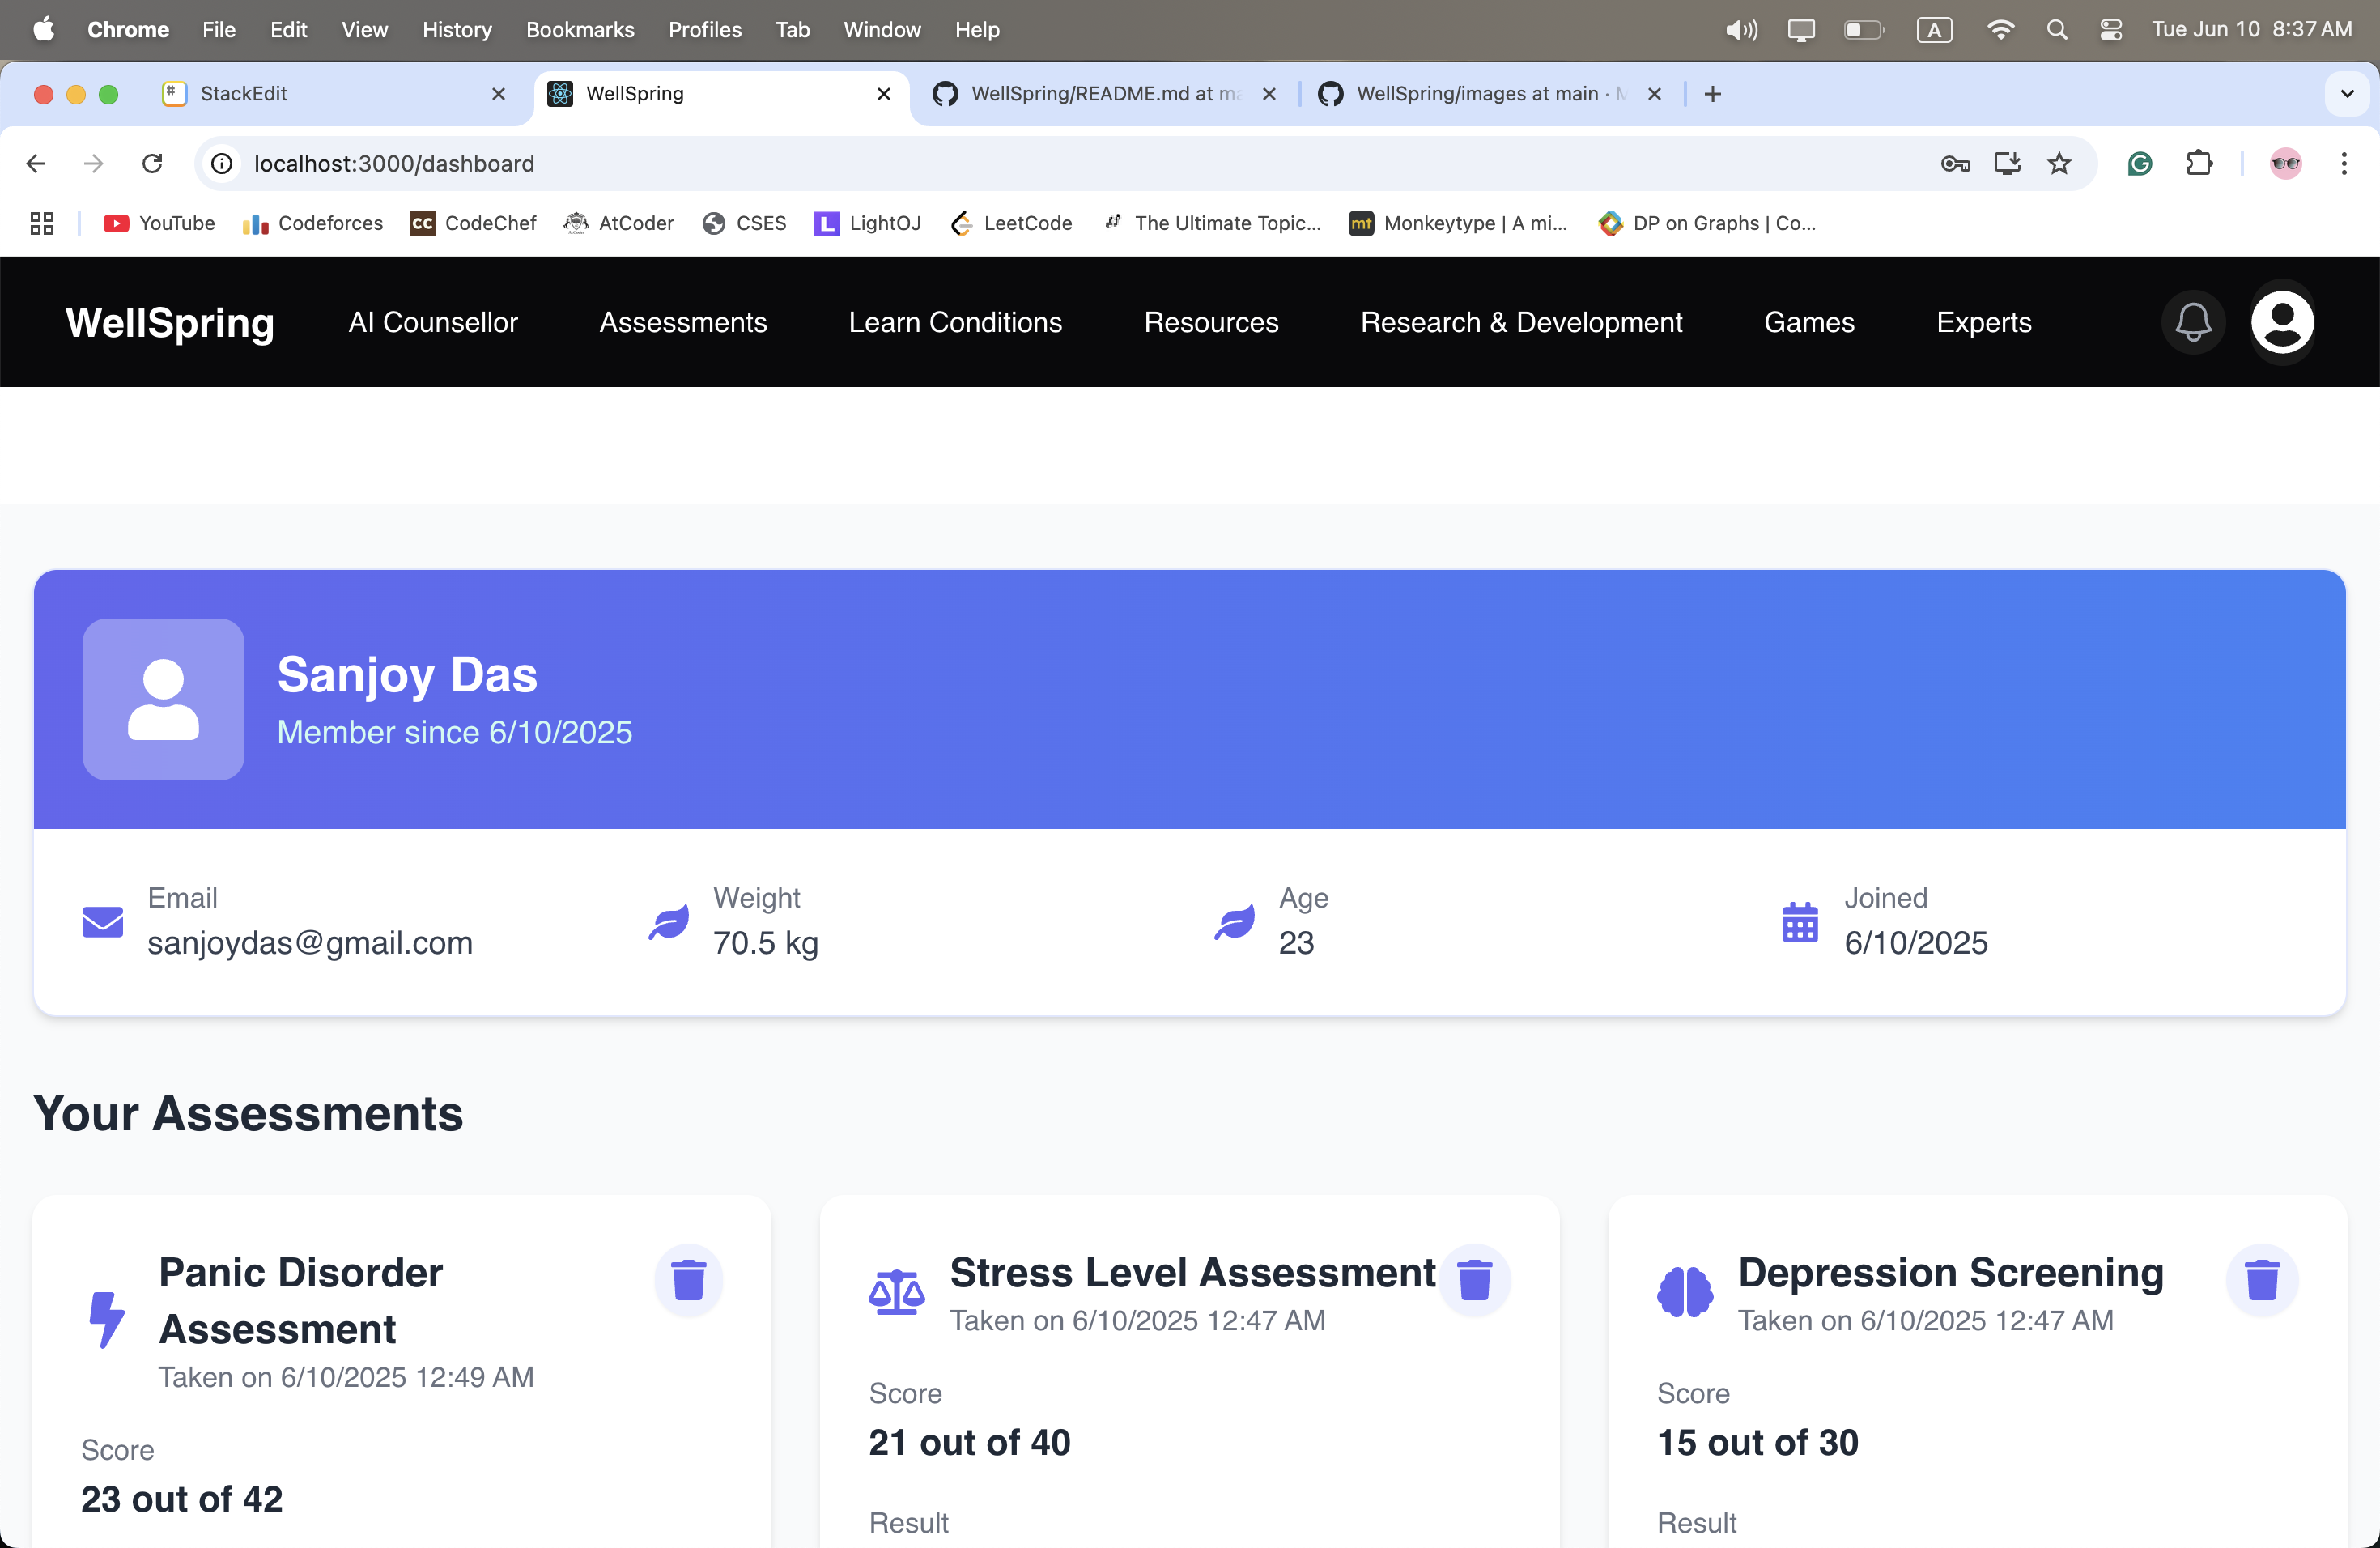 Chrome File Edit View History Bookmarks Profiles Tab Window Help A Tue Jun 10 8:37 AM
# StackEdit WellSpring WellSpring/README.md at ma WellSpring/images at main · M
localhost:3000/dashboard
YouTube Codeforces CC CodeChef AtCoder CSES L LightOJ LeetCode The Ultimate Topic... mt Monkeytype | A mi... DP on Graphs | Co...
WellSpring AI Counsellor Assessments Learn Conditions Resources Research & Development Games Experts
Sanjoy Das
Member since 6/10/2025
Email Weight Age Joined
sanjoydas@gmail.com 70.5 kg 23 6/10/2025
Your Assessments
Panic Disorder
Assessment
Taken on 6/10/2025 12:49 AM
Score
23 out of 42
Stress Level Assessment
Taken on 6/10/2025 12:47 AM
Score
21 out of 40
Result
Depression Screening
Taken on 6/10/2025 12:47 AM
Score
15 out of 30
Result